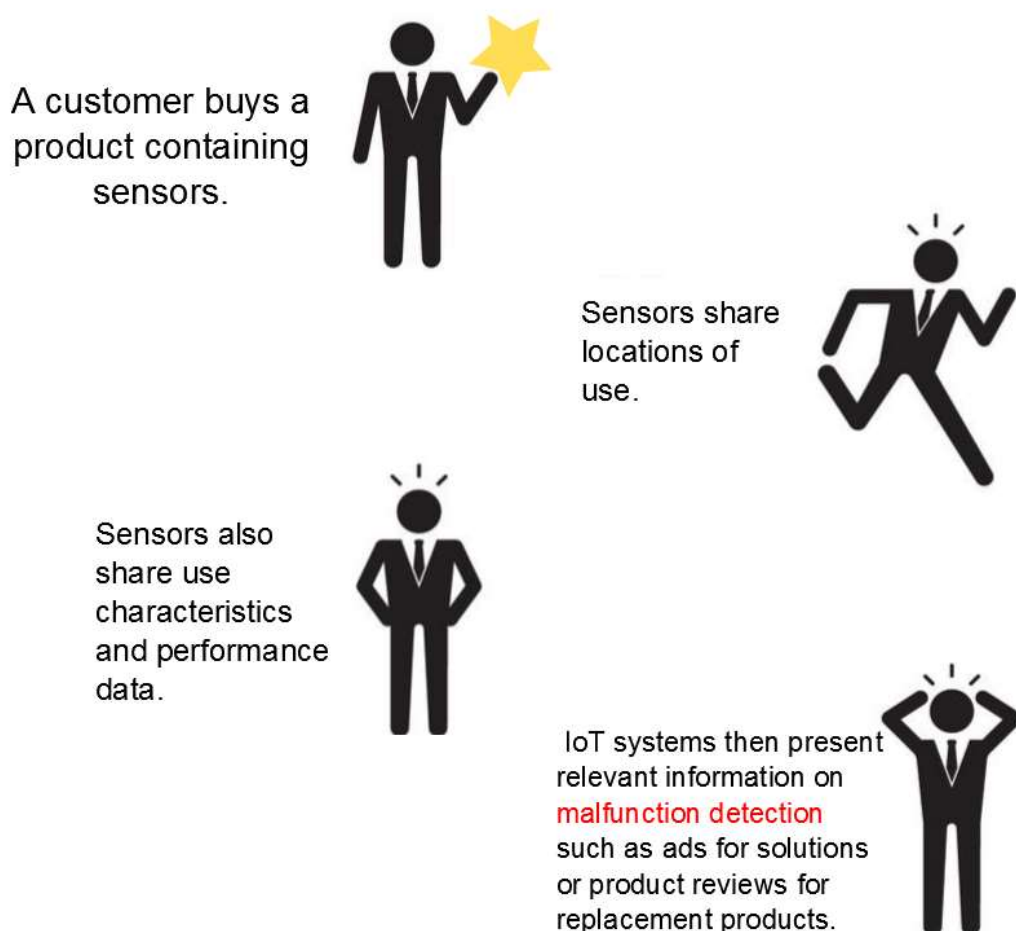 A customer buys a
product containing
sensors.
Sensors share
locations of
use.
Sensors also
share use
characteristics
and performance
data.
IoT systems then present
relevant information on
malfunction detection
such as ads for solutions
or product reviews for
replacement products.